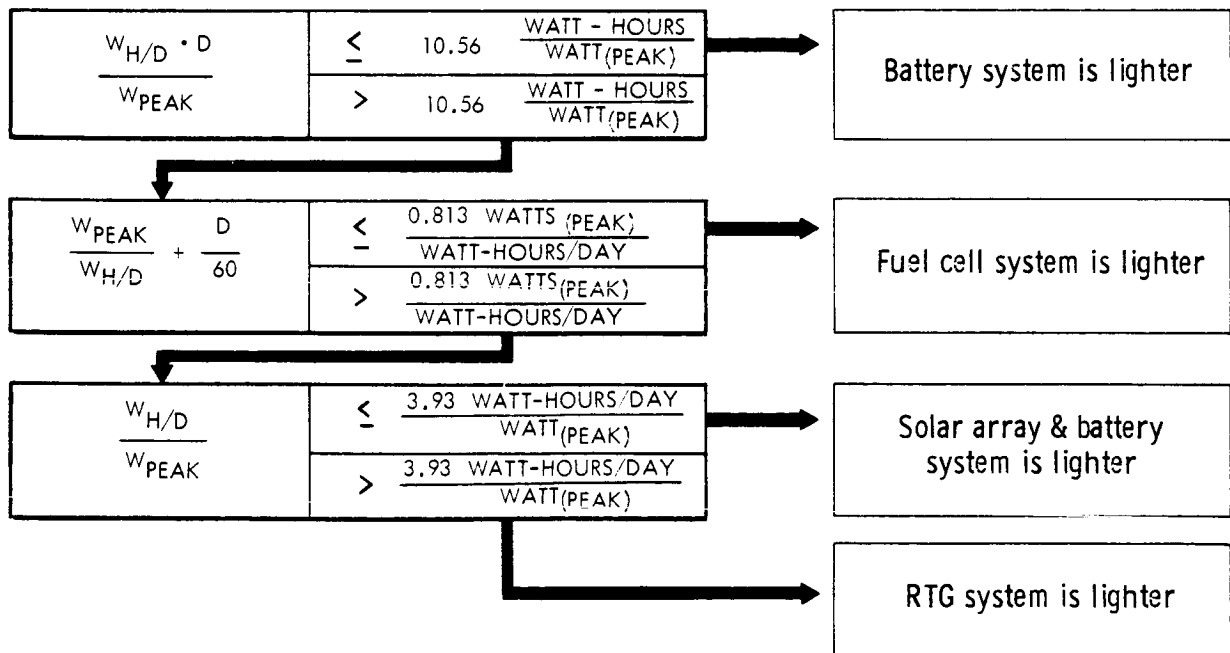 W_H/D · D
W_PEAK
≤ 10.56 WATT - HOURS
WATT(PEAK)
> 10.56 WATT - HOURS
WATT(PEAK)
Battery system is lighter
W_PEAK + D
W_H/D 60
≤ 0.813 WATTS (PEAK)
WATT-HOURS/DAY
> 0.813 WATTS(PEAK)
WATT-HOURS/DAY
Fuel cell system is lighter
W_H/D
W_PEAK
≤ 3.93 WATT-HOURS/DAY
WATT(PEAK)
> 3.93 WATT-HOURS/DAY
WATT(PEAK)
Solar array & battery
system is lighter
RTG system is lighter